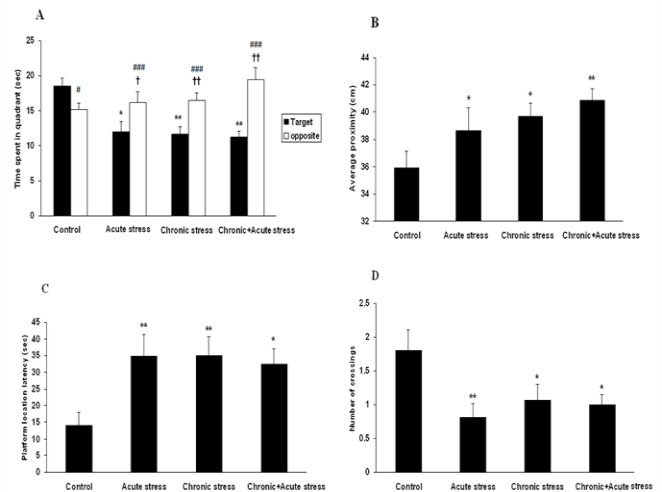 A
Time spent in quadrant (sec)
25
20
15
10
5
0
#
*
###
†
**
###
††
**
###
††
Control
Acute stress
Chronic stress
Chronic+Acute stress
Target
opposite
B
Average proximity (cm)
44
42
40
38
36
34
32
*
*
**
Control
Acute stress
Chronic stress
Chronic+Acute stress
C
Platform location latency (sec)
45
40
35
30
25
20
15
10
5
0
**
**
*
Control
Acute stress
Chronic stress
Chronic+Acute stress
D
Number of crossings
2.5
2
1.5
1
0.5
0
**
*
*
Control
Acute stress
Chronic stress
Chronic+Acute stress